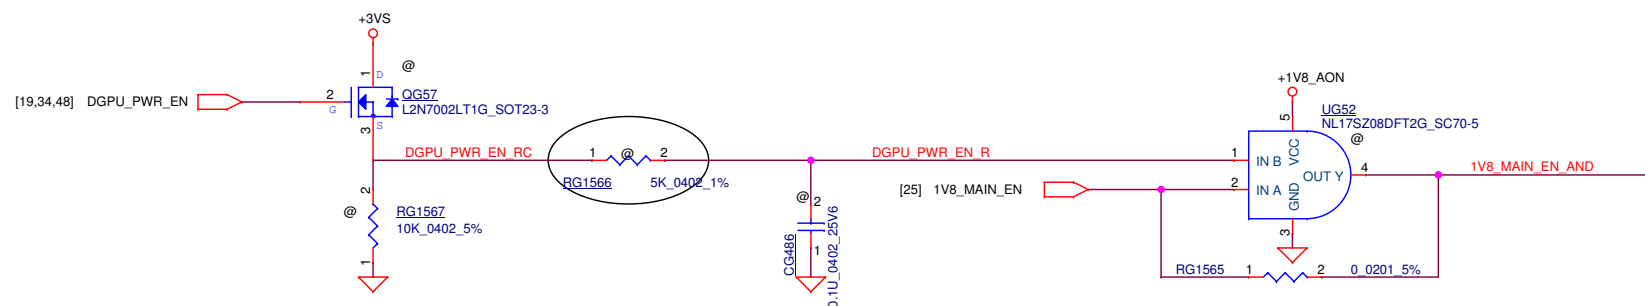 +3VS
@
1
D
[19,34,48] DGPU_PWR_EN
2
G
QG57
L2N7002LT1G_SOT23-3
S
3
DGPU_PWR_EN_RC
1
@
2
RG1566
5K_0402_1%
DGPU_PWR_EN_R
2
@
RG1567
10K_0402_5%
1
@
2
CG486
0.1U_0402_25V6
1
[25] 1V8_MAIN_EN
+1V8_AON
5
UG52
NL17SZ08DFT2G_SC70-5
@
1
IN B
VCC
2
IN A
GND
OUT Y
4
3
1V8_MAIN_EN_AND
RG1565
1
2
0_0201_5%